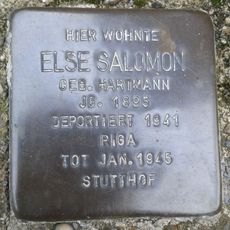 HIER WOHNTE
ELSE SALOMON
GEB. HARTMANN
JG. 1895
DEPORTIERT 1941
RIGA
TOT JAN. 1945
STUTTHOF